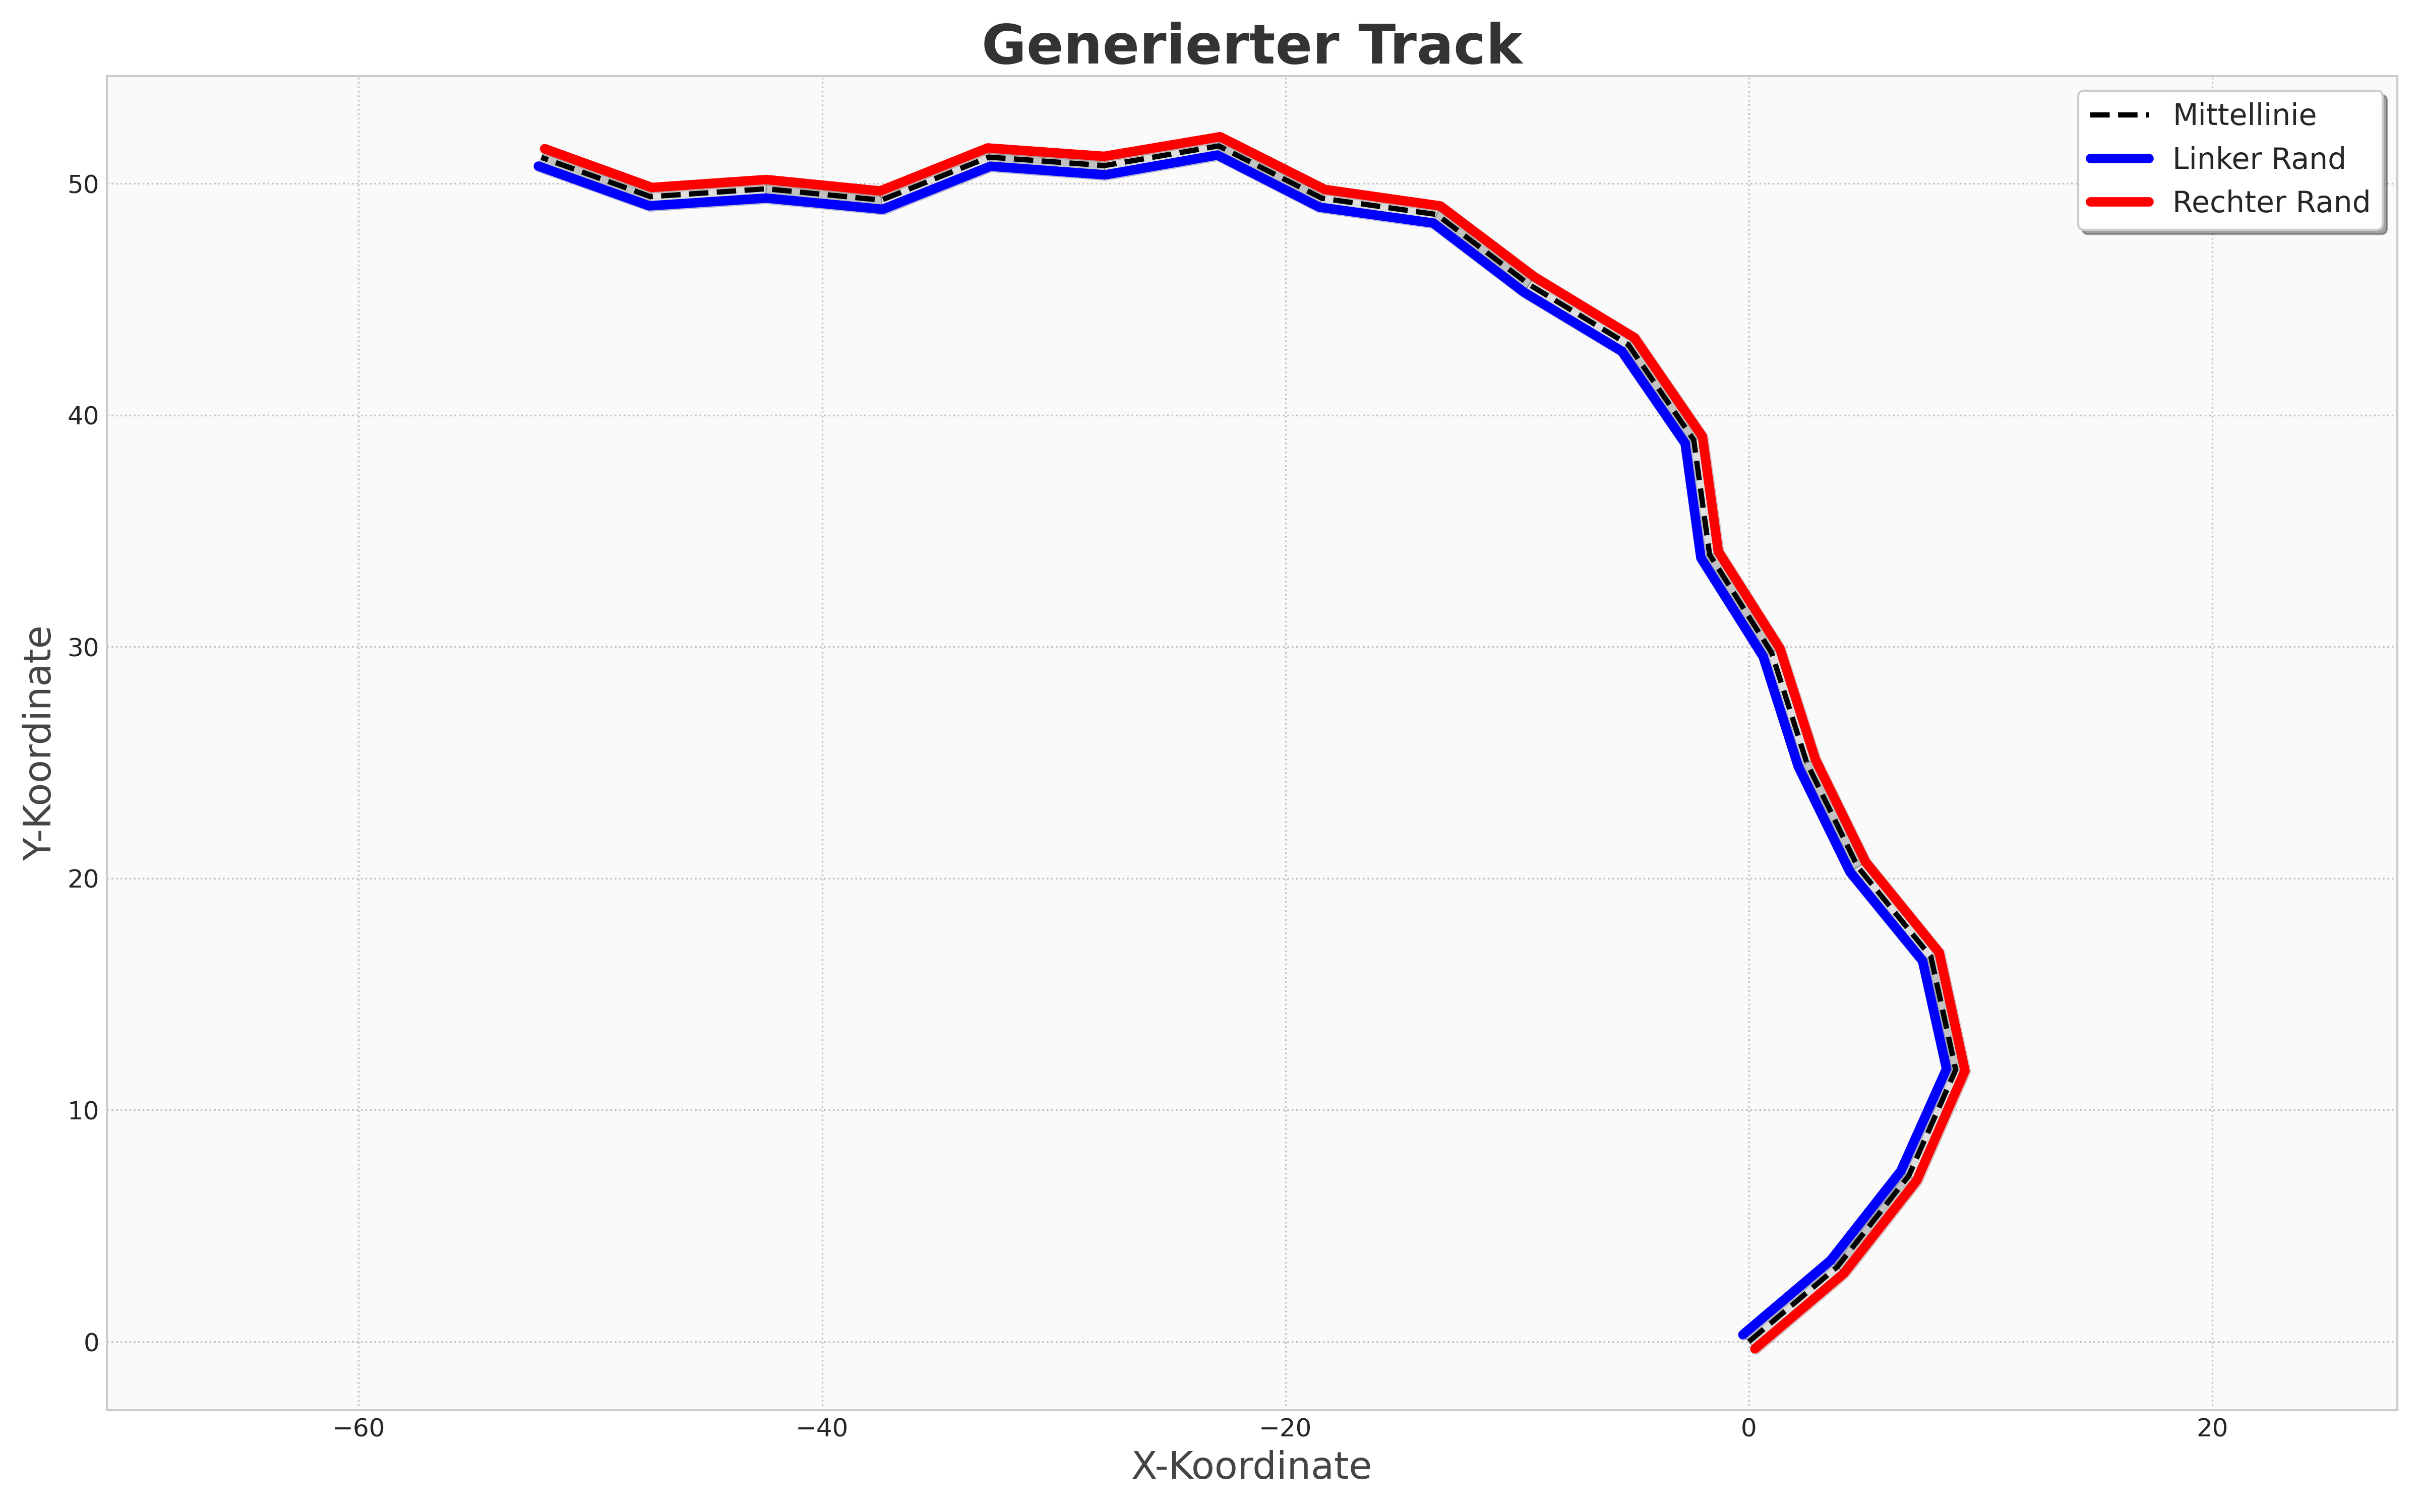 Generierter Track
Mittellinie
Linker Rand
Rechter Rand
Y-Koordinate
50
40
30
20
10
0
−60
−40
−20
0
20
X-Koordinate